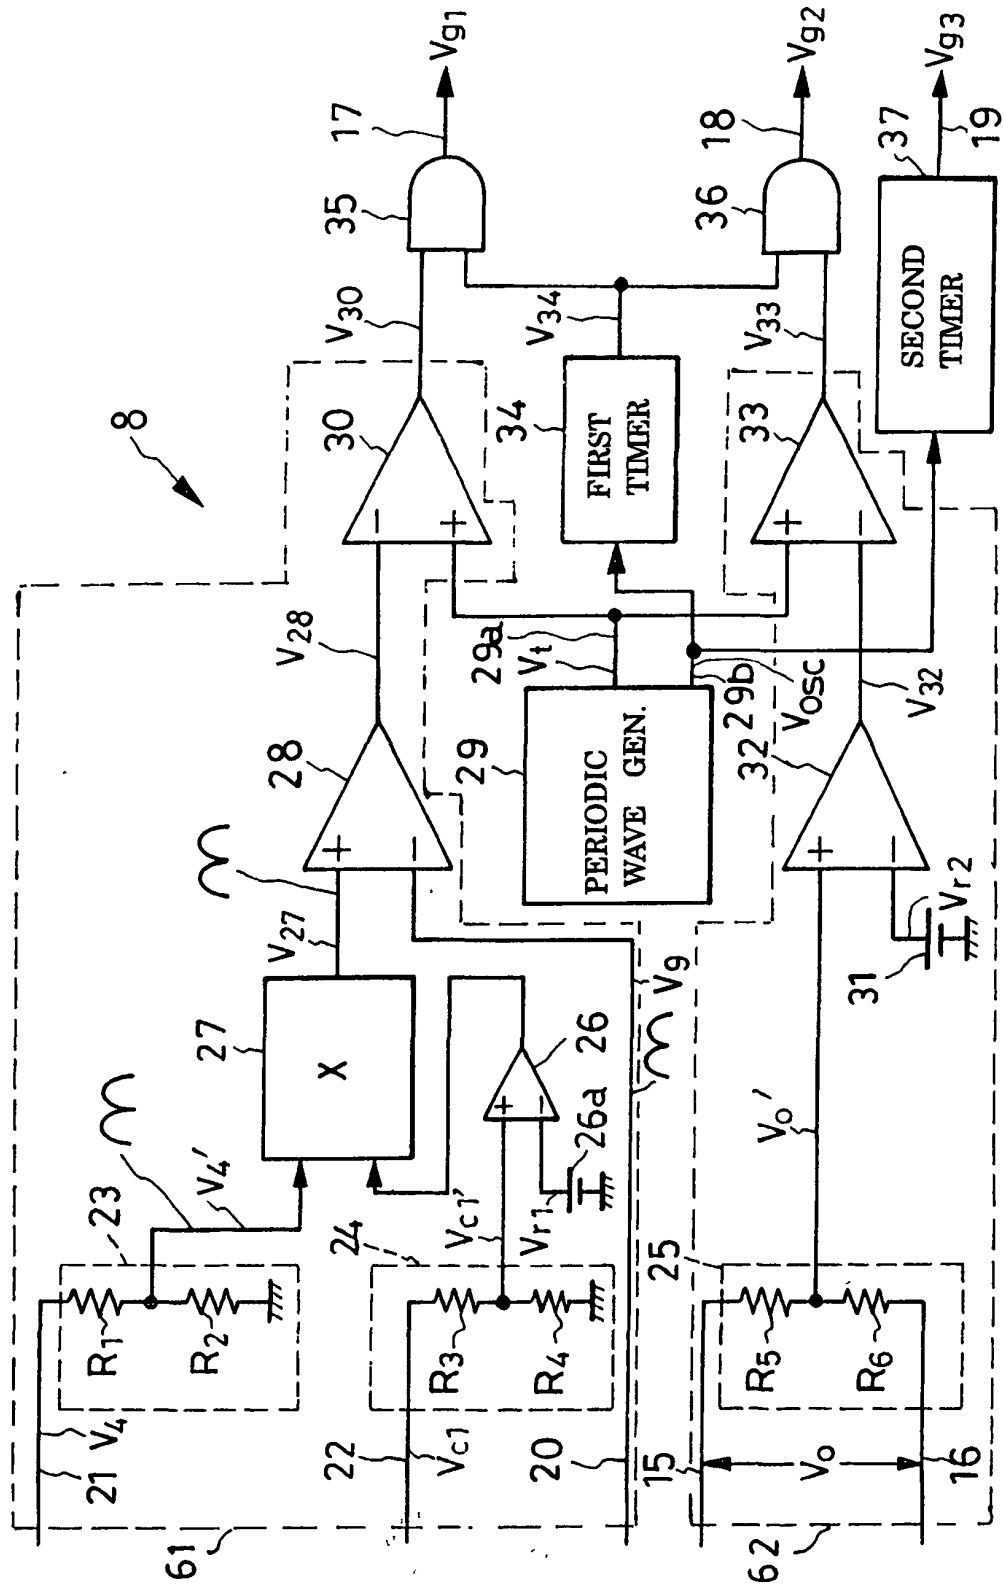 8
61
21
V4
23
R1
R2
V4'
27
X
V27
28
V28
30
−
+
V30
35
17
Vg1
22
Vc1
24
R3
R4
Vc1'
Vr1
26
+
−
26a
+
−
20
V9
29
PERIODIC
WAVE GEN.
29a
Vt
29b
Vosc
34
FIRST
TIMER
V34
36
18
Vg2
62
15
Vo
16
25
R5
R6
Vo'
31
Vr2
32
+
−
V32
33
+
−
V33
SECOND
TIMER
37
19
Vg3